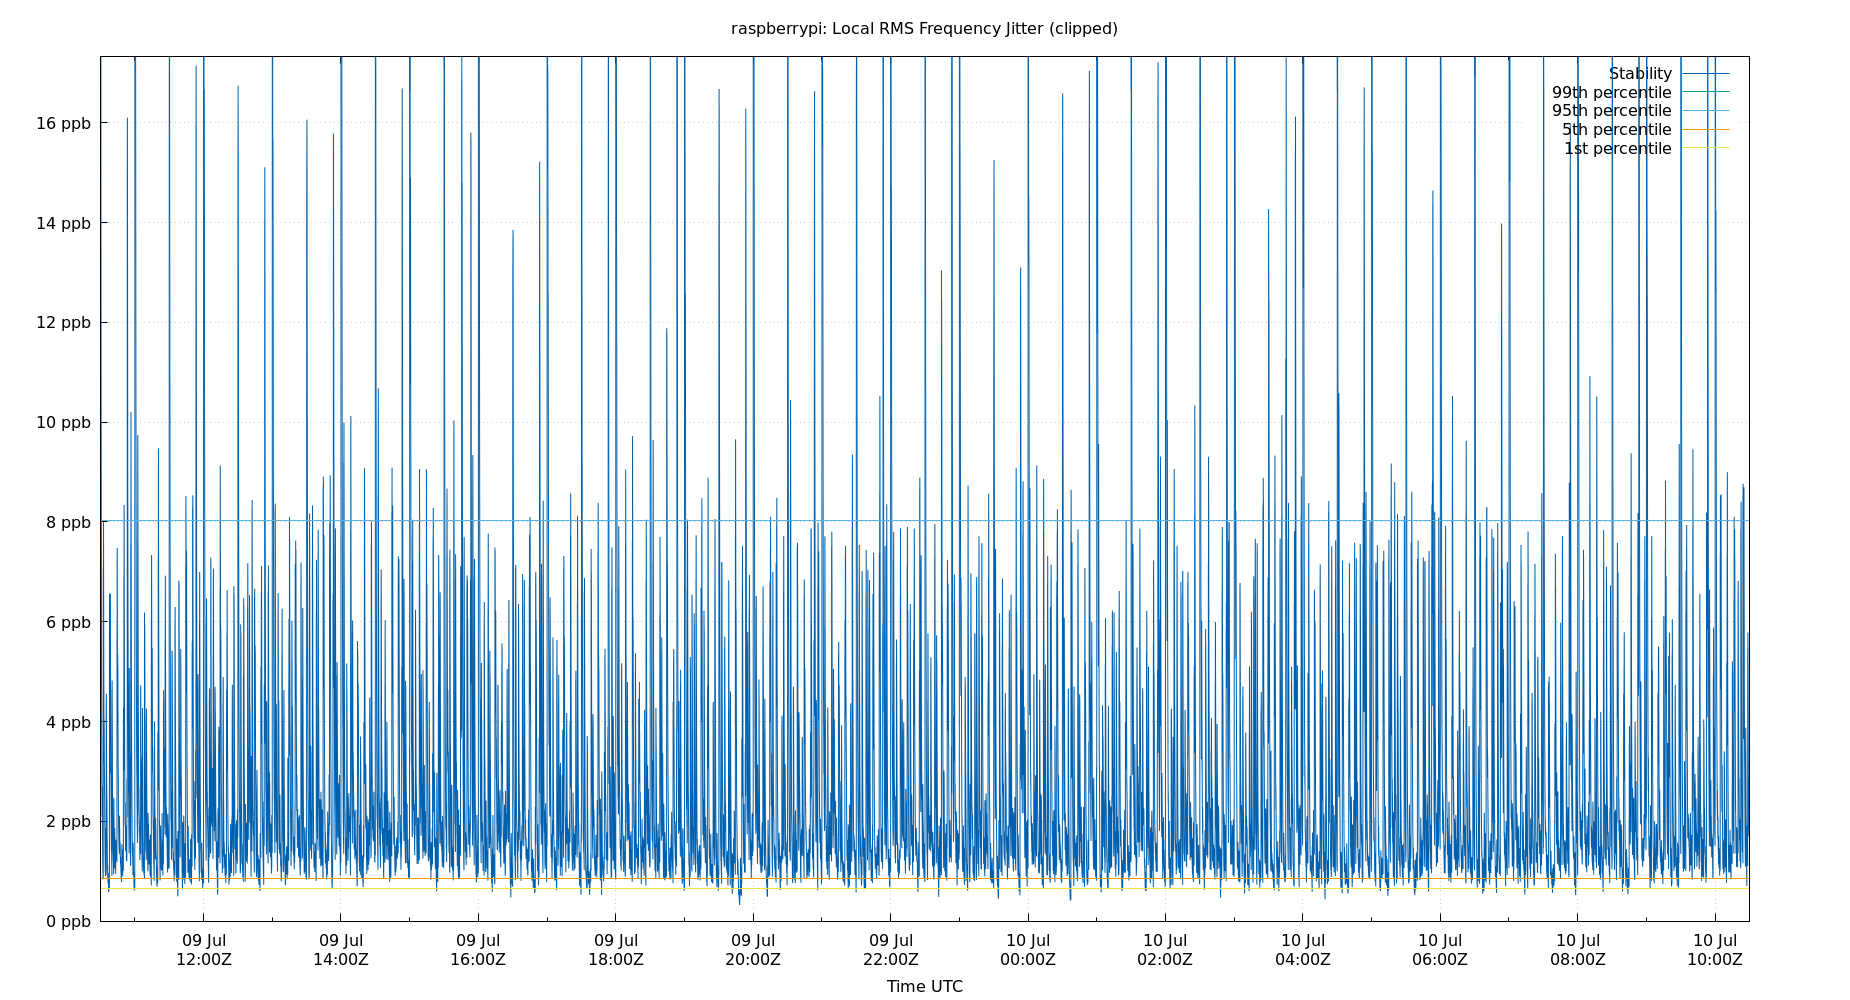 raspberrypi: Local RMS Frequency Jitter (clipped)
Stability
99th percentile
95th percentile
5th percentile
1st percentile
16 ppb
14 ppb
12 ppb
10 ppb
8 ppb
6 ppb
4 ppb
2 ppb
0 ppb
09 Jul 09 Jul 09 Jul 09 Jul 09 Jul 09 Jul 10 Jul 10 Jul 10 Jul 10 Jul 10 Jul 10 Jul
12:00Z 14:00Z 16:00Z 18:00Z 20:00Z 22:00Z 00:00Z 02:00Z 04:00Z 06:00Z 08:00Z 10:00Z
Time UTC